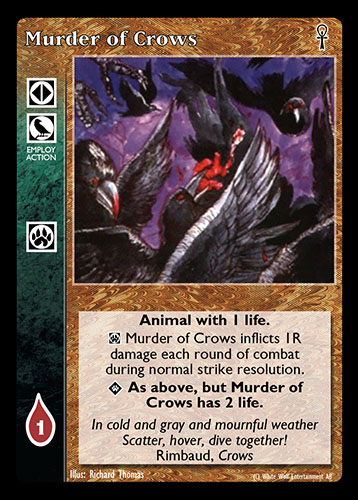 Murder of Crows
EMPLOY
ACTION
Animal with 1 life.
Murder of Crows inflicts 1R
damage each round of combat
during normal strike resolution.
As above, but Murder of
Crows has 2 life.
In cold and gray and mournful weather
Scatter, hover, dive together!
Rimbaud, Crows
1
Illus: Richard Thomas
(C) White Wolf Entertainment AB